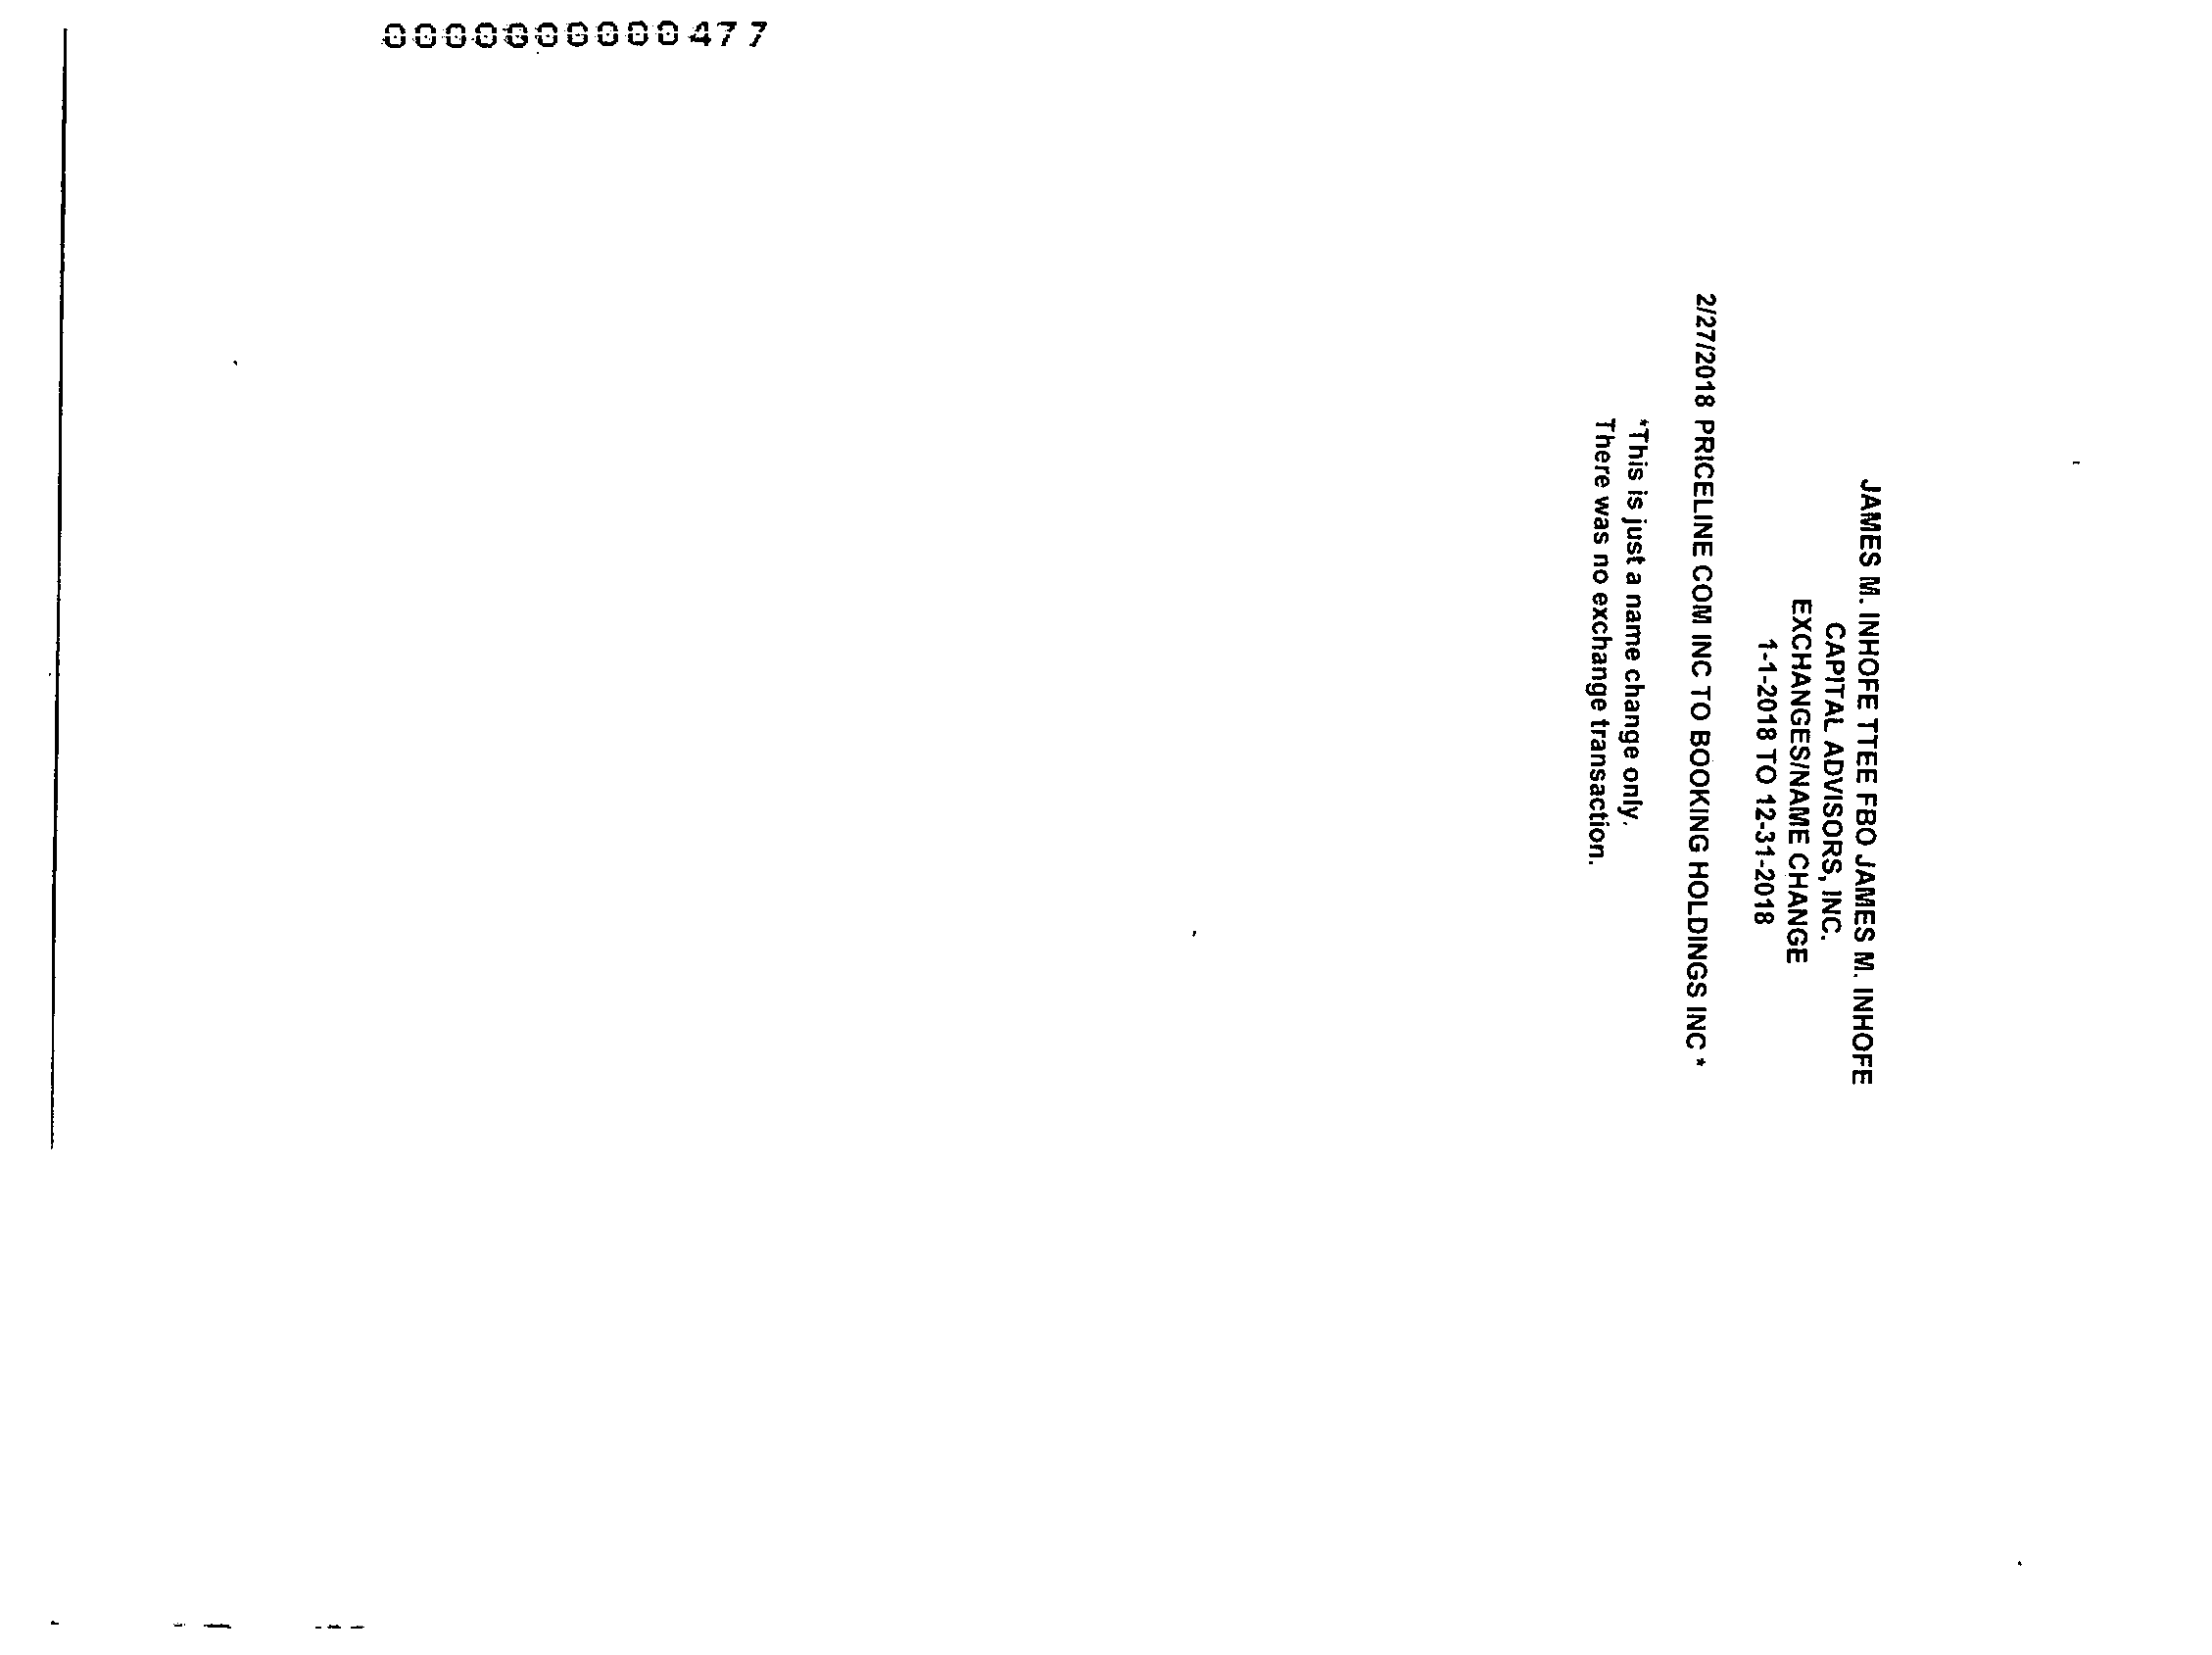 0000000000477
JAMES M. INHOFE TTEE FBO JAMES M. INHOFE
CAPITAL ADVISORS, INC.
EXCHANGES/NAME CHANGE
1-1-2018 TO 12-31-2018
2/27/2018 PRICELINE COM INC TO BOOKING HOLDINGS INC *
*This is just a name change only.
There was no exchange transaction.